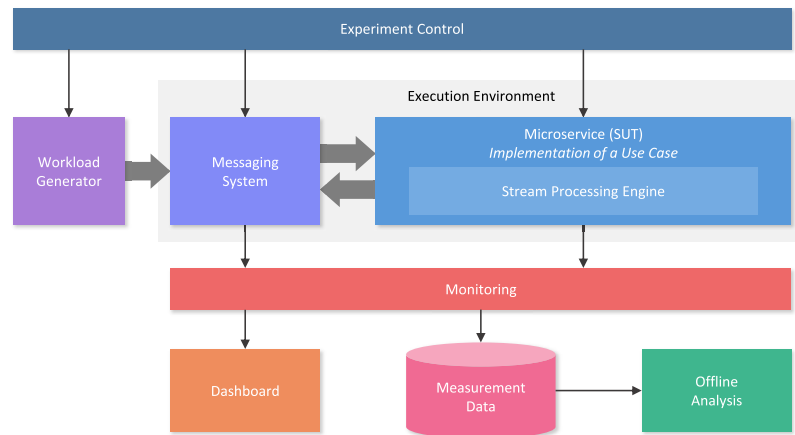 Experiment Control
Execution Environment
Workload
Generator
Messaging
System
Microservice (SUT)
Implementation of a Use Case
Stream Processing Engine
Monitoring
Dashboard
Measurement
Data
Offline
Analysis